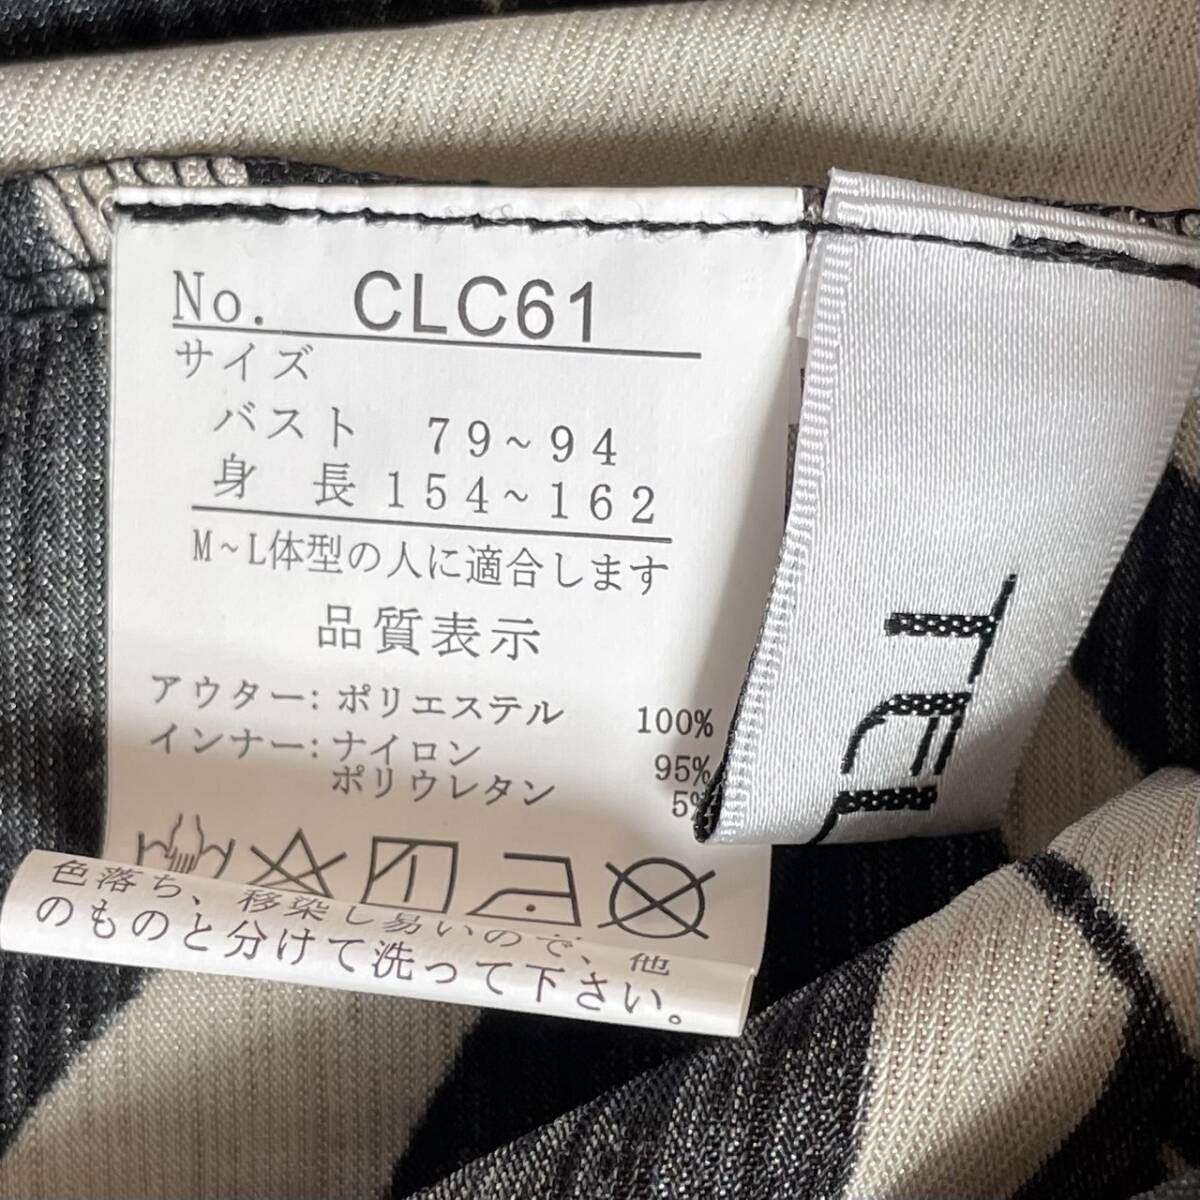 No. CLC61
サイズ
バスト 79~94
身 長 154~162
M~L体型の人に適合します
品質表示
アウター:ポリエステル 100%
インナー:ナイロン 95%
ポリウレタン 5%
色落ち、移染し易いので、他
のものと分けて洗って下さい。